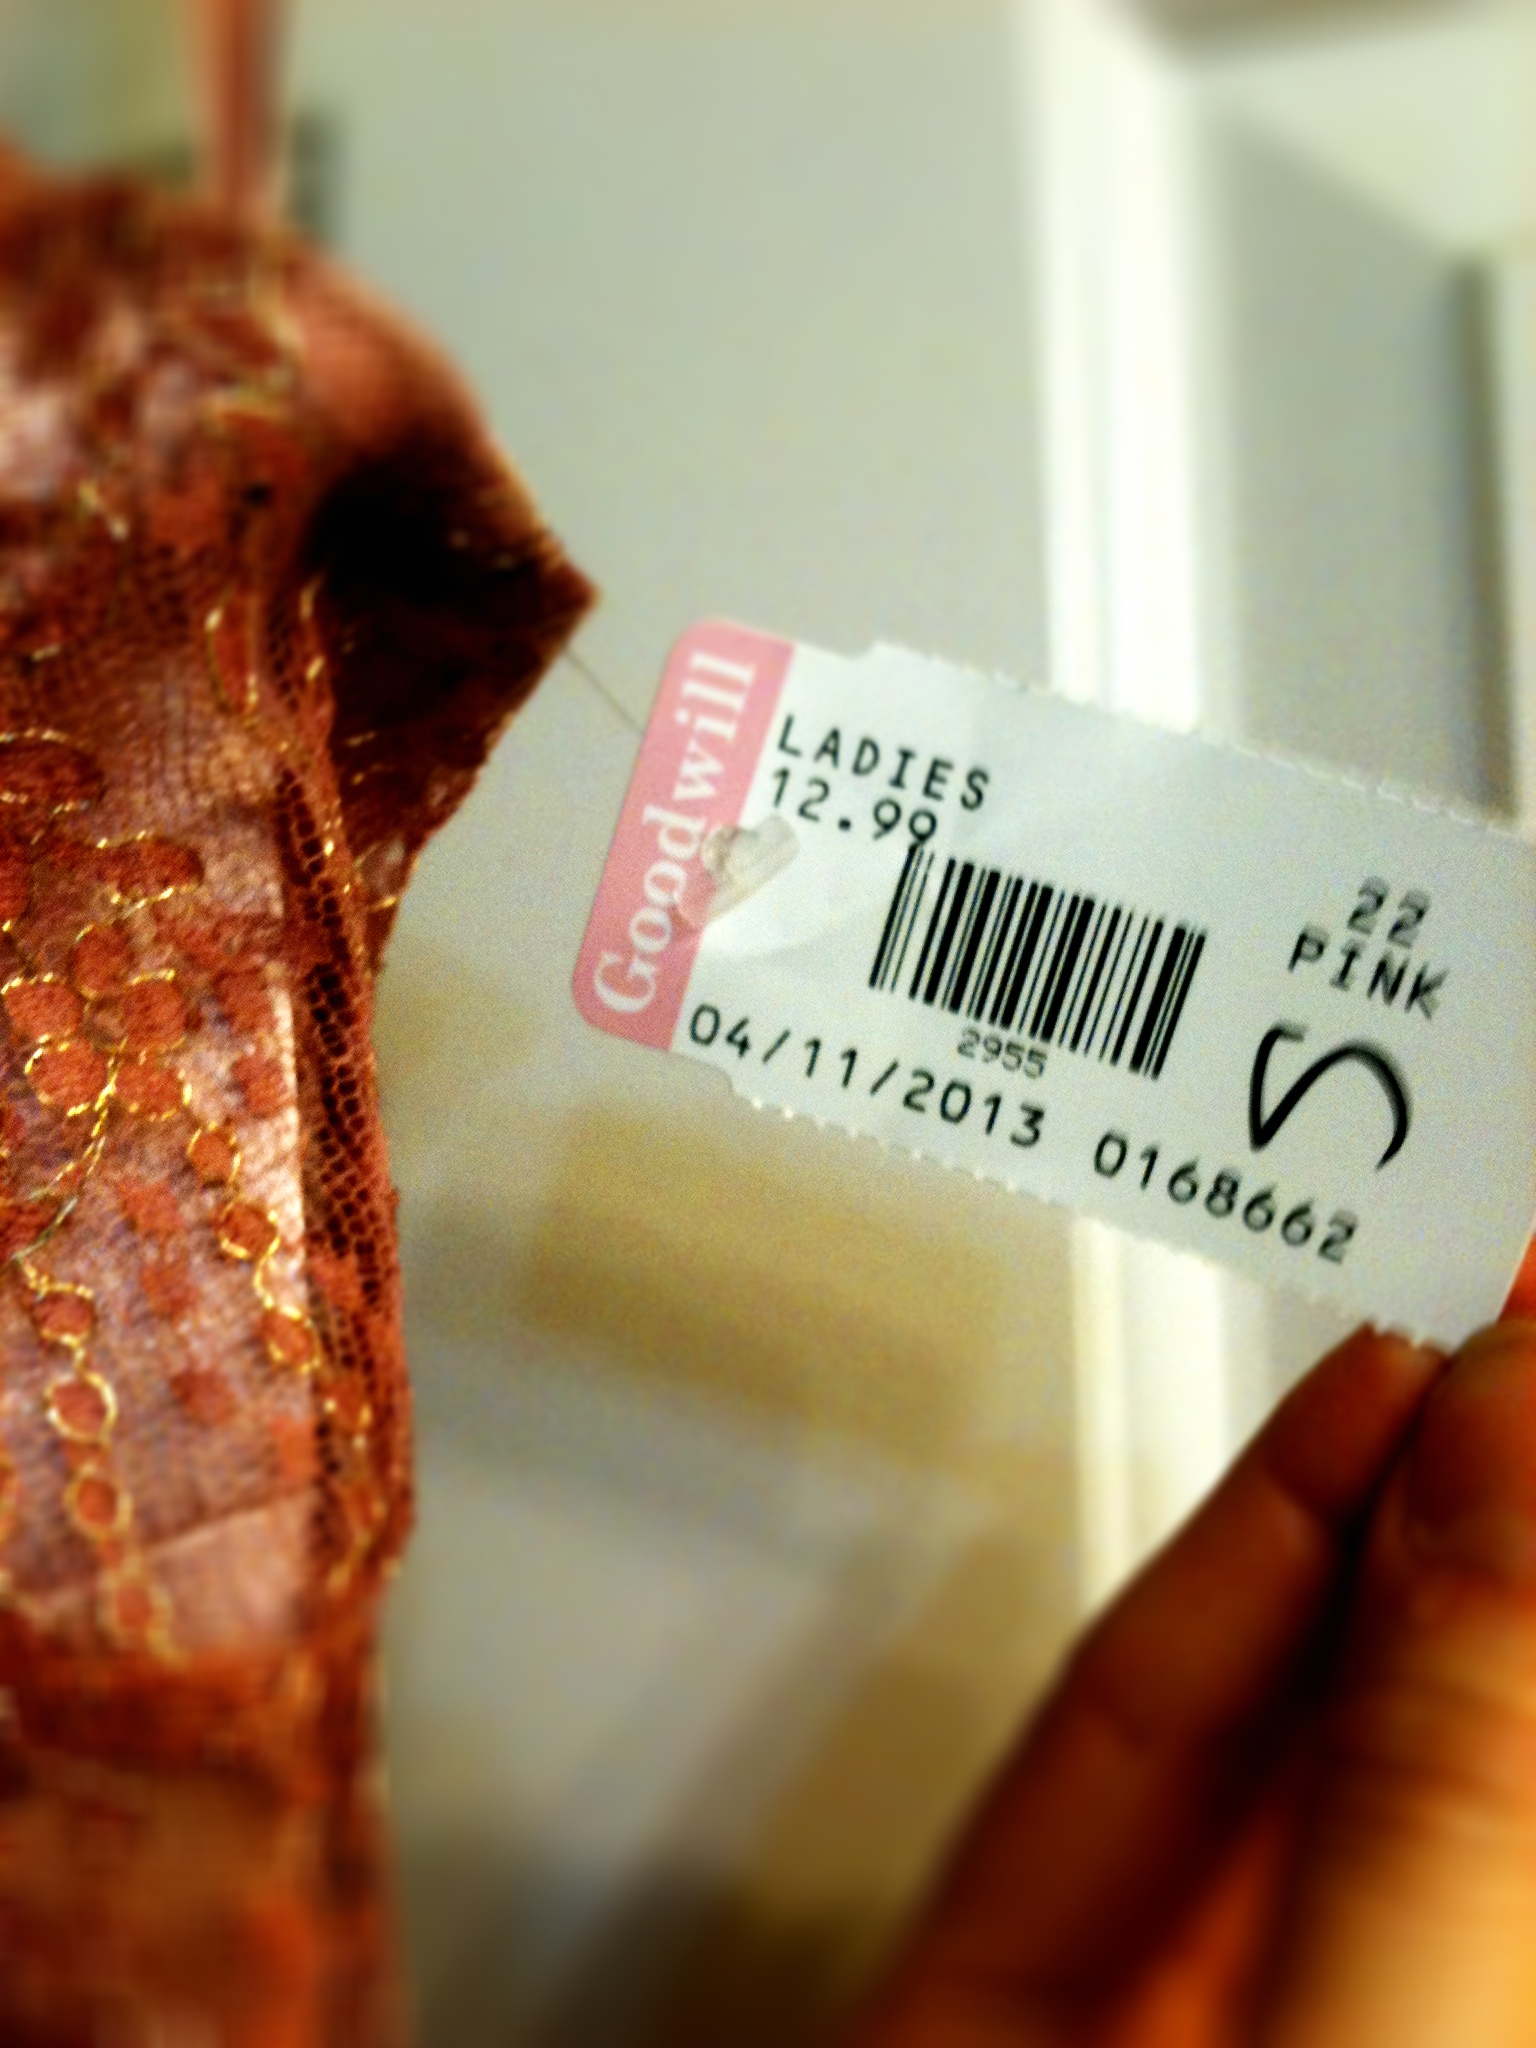 Goodwill
LADIES
12.99
2955
04/11/2013 0168662
22
PINK
S